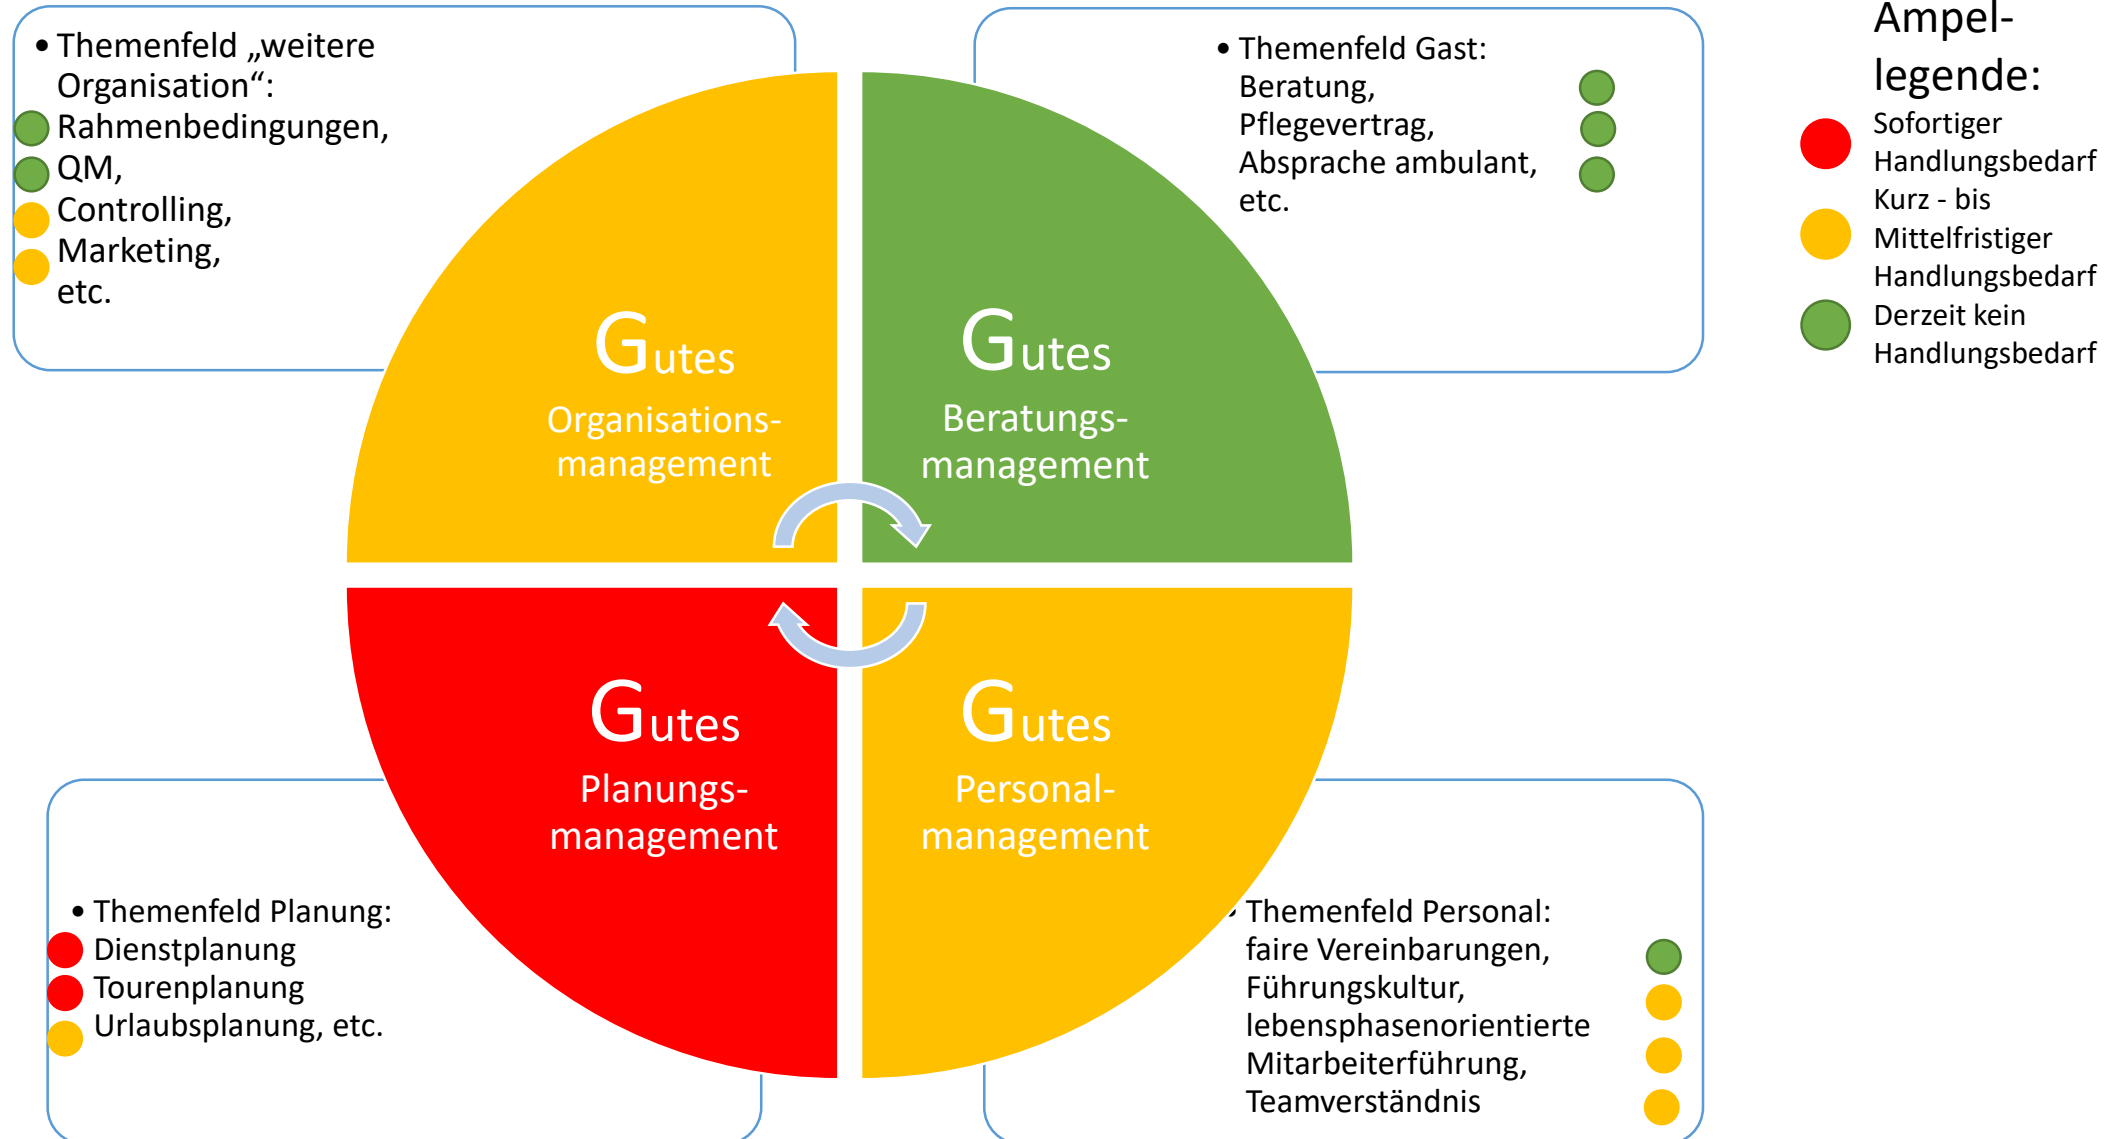 • Themenfeld „weitere
Organisation“:
Rahmenbedingungen,
QM,
Controlling,
Marketing,
etc.
• Themenfeld Gast:
Beratung,
Pflegevertrag,
Absprache ambulant,
etc.
Ampel-
legende:
Sofortiger
Handlungsbedarf
Kurz - bis
Mittelfristiger
Handlungsbedarf
Derzeit kein
Handlungsbedarf
Gutes
Organisations-
management
Gutes
Beratungs-
management
Gutes
Planungs-
management
Gutes
Personal-
management
• Themenfeld Planung:
Dienstplanung
Tourenplanung
Urlaubsplanung, etc.
• Themenfeld Personal:
faire Vereinbarungen,
Führungskultur,
lebensphasenorientierte
Mitarbeiterführung,
Teamverständnis